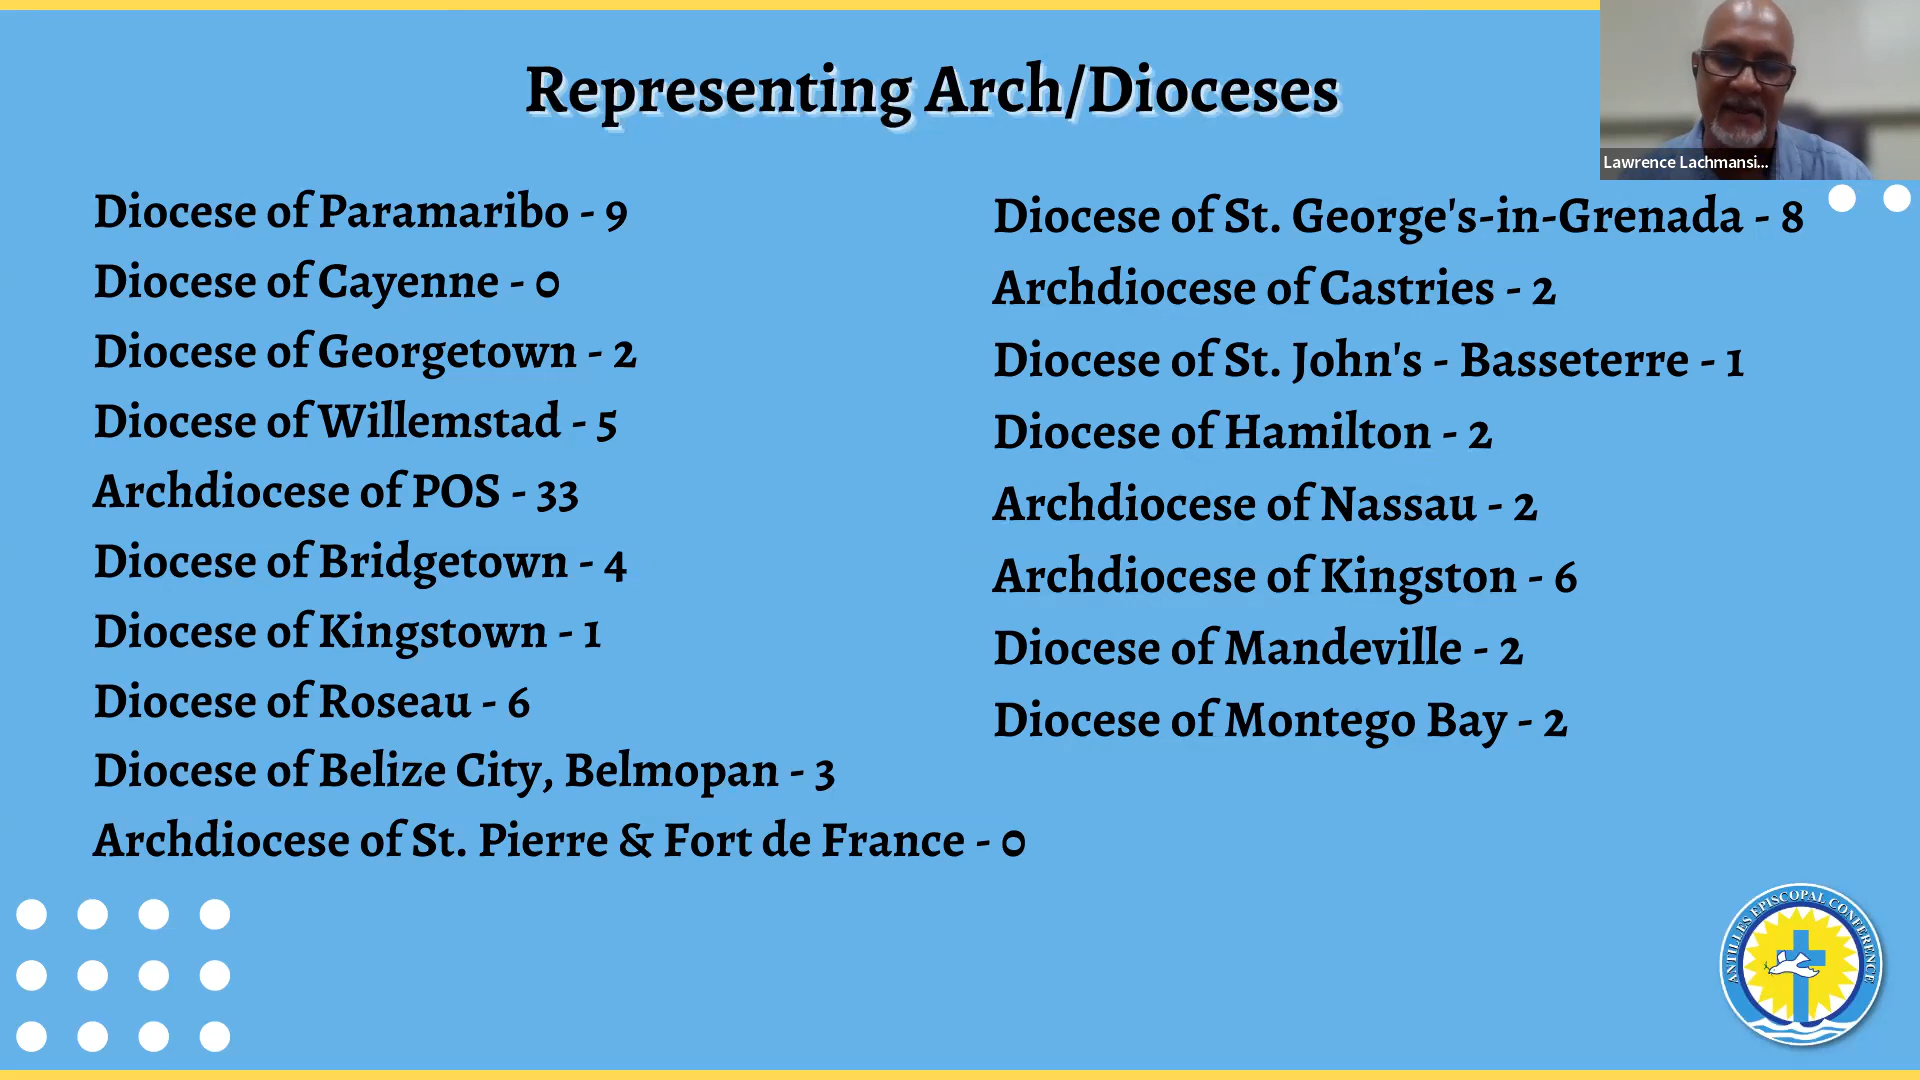 Representing Arch/Dioceses
Lawrence Lachmansi...
Diocese of Paramaribo - 9
Diocese of Cayenne - 0
Diocese of Georgetown - 2
Diocese of Willemstad - 5
Archdiocese of POS - 33
Diocese of Bridgetown - 4
Diocese of Kingstown - 1
Diocese of Roseau - 6
Diocese of Belize City, Belmopan - 3
Archdiocese of St. Pierre & Fort de France - 0
Diocese of St. George's-in-Grenada - 8
Archdiocese of Castries - 2
Diocese of St. John's - Basseterre - 1
Diocese of Hamilton - 2
Archdiocese of Nassau - 2
Archdiocese of Kingston - 6
Diocese of Mandeville - 2
Diocese of Montego Bay - 2
ANTILLES EPISCOPAL CONFERENCE